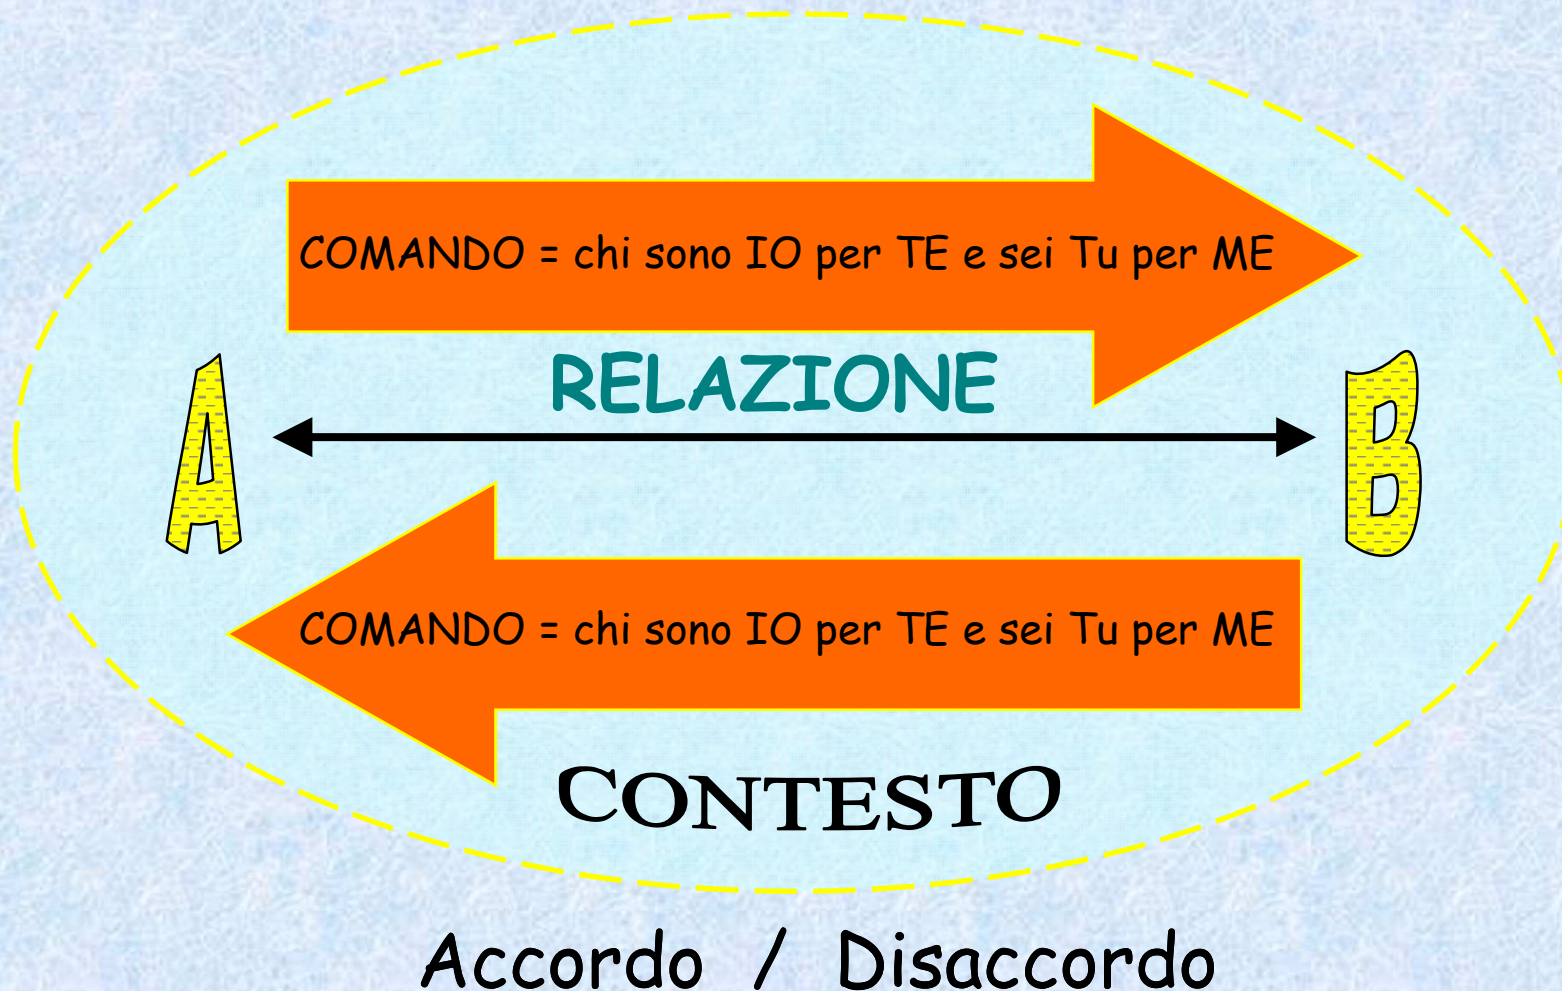 COMANDO = chi sono IO per TE e sei Tu per ME
RELAZIONE
A
B
COMANDO = chi sono IO per TE e sei Tu per ME
CONTESTO
Accordo / Disaccordo